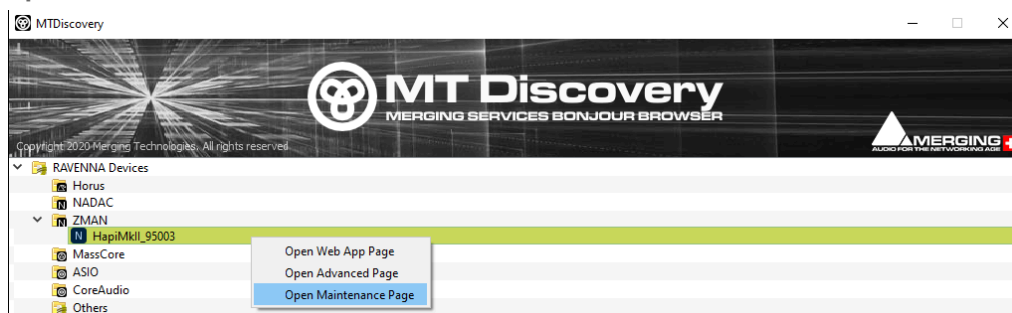 MTDiscovery
MT Discovery
MERGING SERVICES BONJOUR BROWSER
MERGING
AUDIO FOR THE NETWORKING AGE
Copyright 2020 Merging Technologies. All rights reserved
RAVENNA Devices
Horus
NADAC
ZMAN
HapiMkII_95003
MassCore
ASIO
CoreAudio
Others
Open Web App Page
Open Advanced Page
Open Maintenance Page